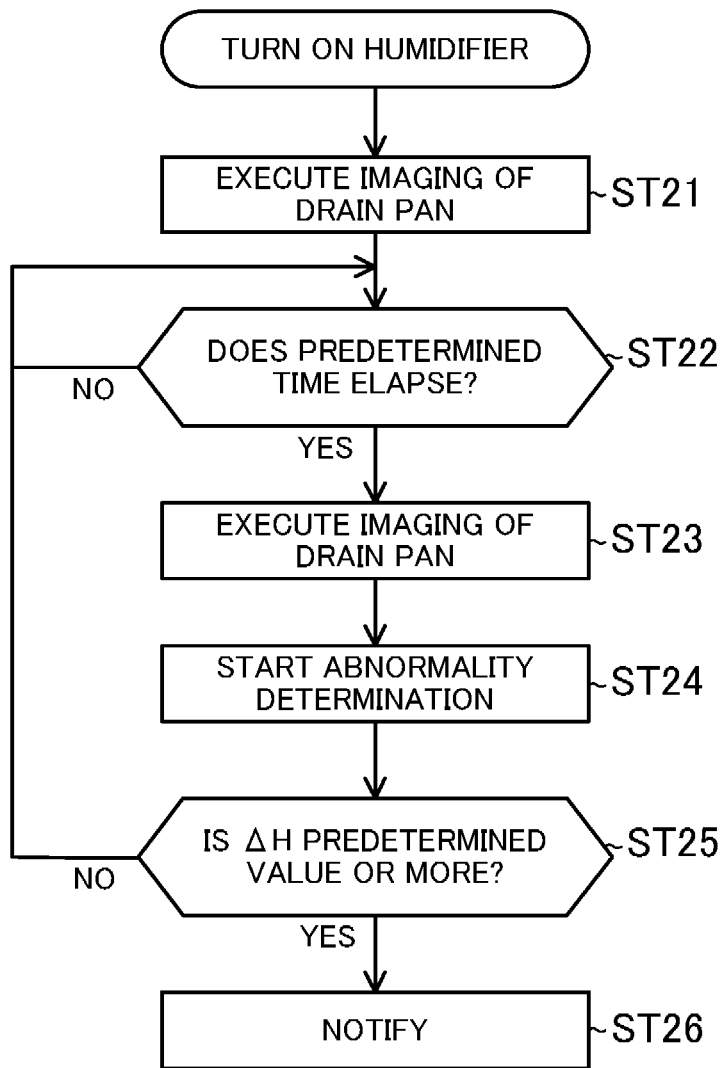 TURN ON HUMIDIFIER
EXECUTE IMAGING OF
DRAIN PAN
ST21
DOES PREDETERMINED
TIME ELAPSE?
ST22
NO
YES
EXECUTE IMAGING OF
DRAIN PAN
ST23
START ABNORMALITY
DETERMINATION
ST24
IS ΔH PREDETERMINED
VALUE OR MORE?
ST25
NO
YES
NOTIFY
ST26